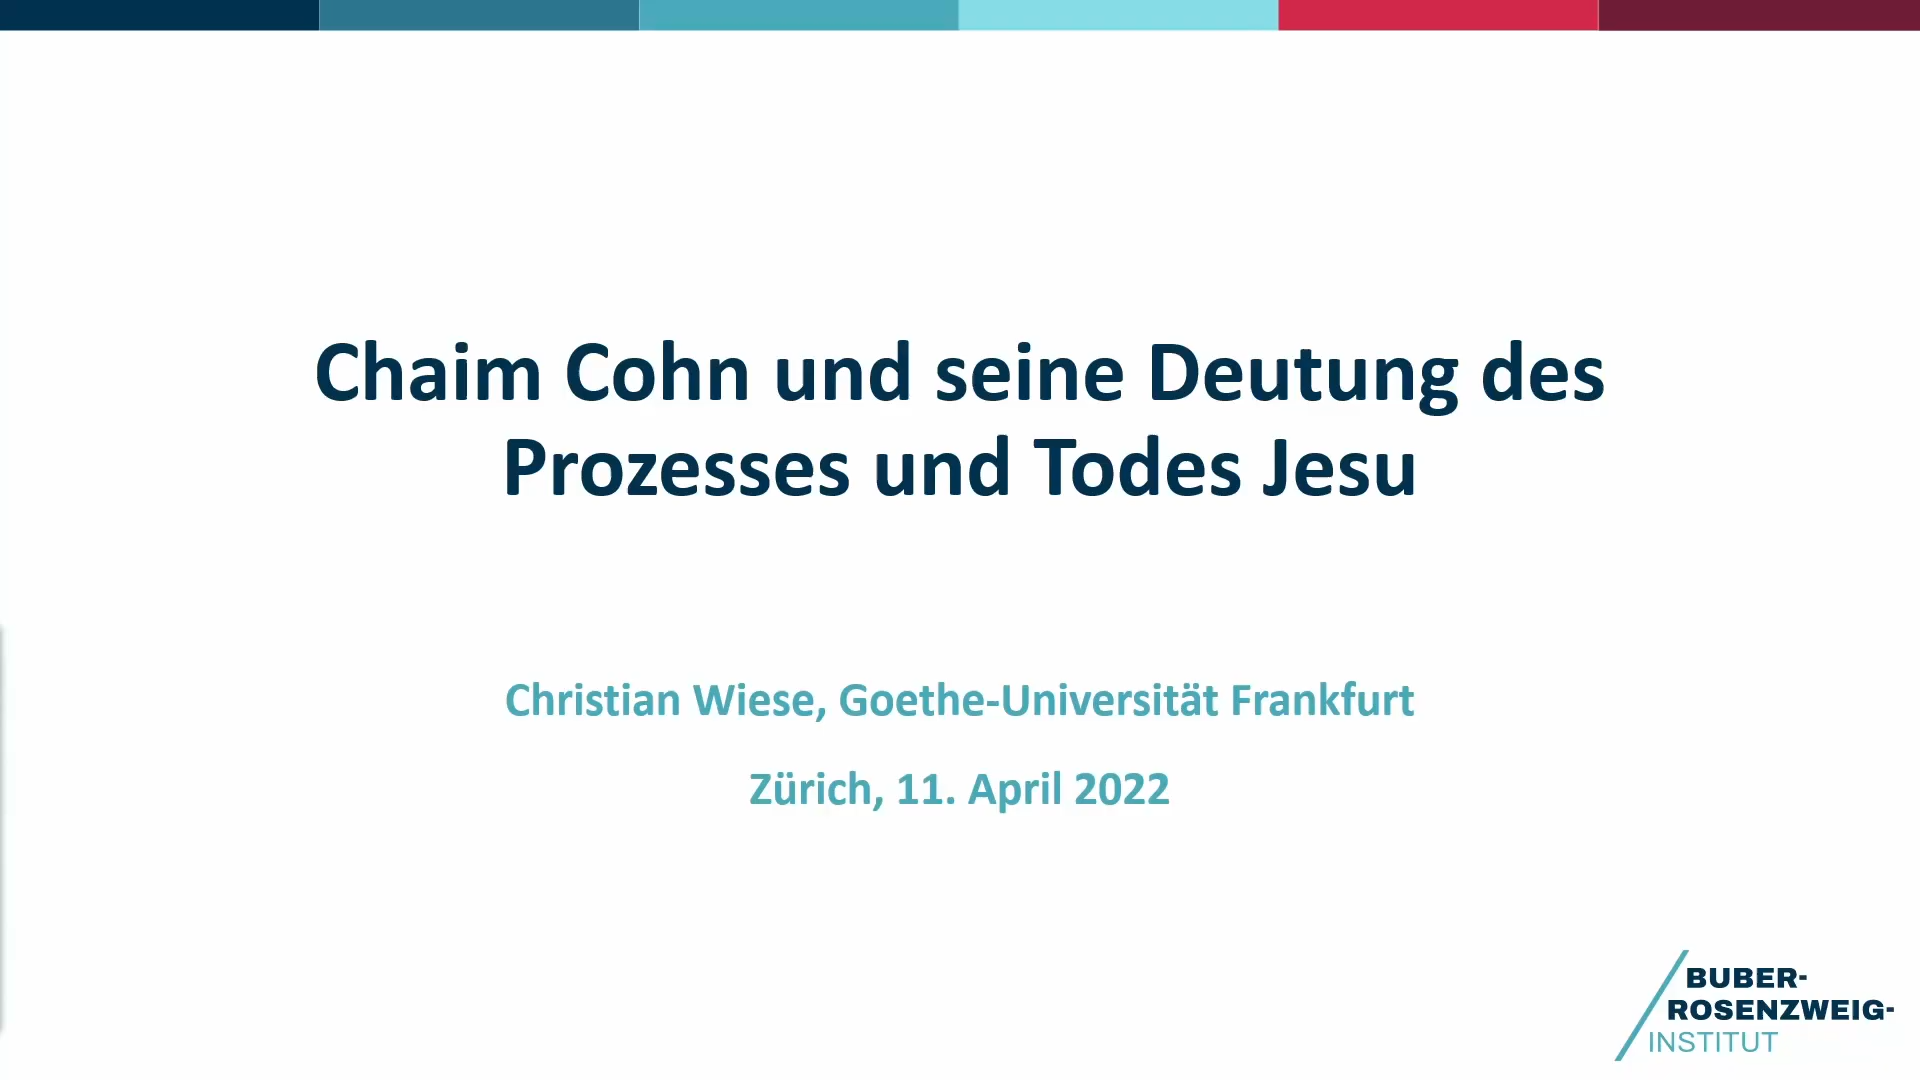 Chaim Cohn und seine Deutung des
Prozesses und Todes Jesu
Christian Wiese, Goethe-Universität Frankfurt
Zürich, 11. April 2022
BUBER-
ROSENZWEIG-
INSTITUT